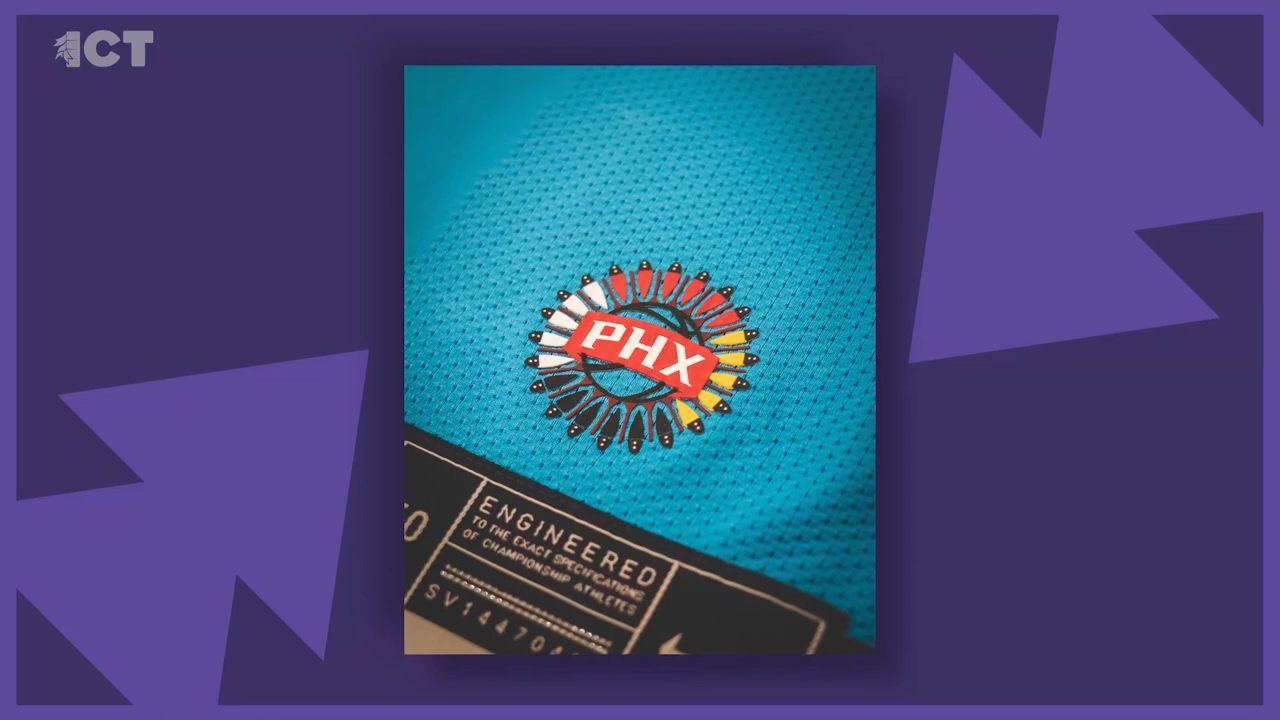 ICT
PHX
ENGINEERED
TO THE EXACT SPECIFICATIONS
OF CHAMPIONSHIP ATHLETES